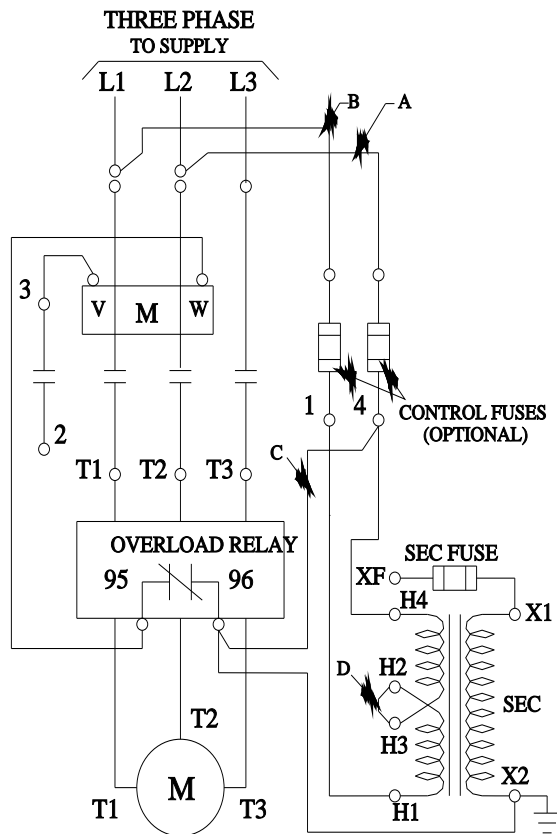 THREE PHASE
TO SUPPLY
L1 L2 L3
B A
3
V M W
2
1 4
CONTROL FUSES
(OPTIONAL)
C
T1 T2 T3
OVERLOAD RELAY
95 96
SEC FUSE
XF
H4 X1
D H2
H3
SEC
T2
X2
M
T1 T3
H1